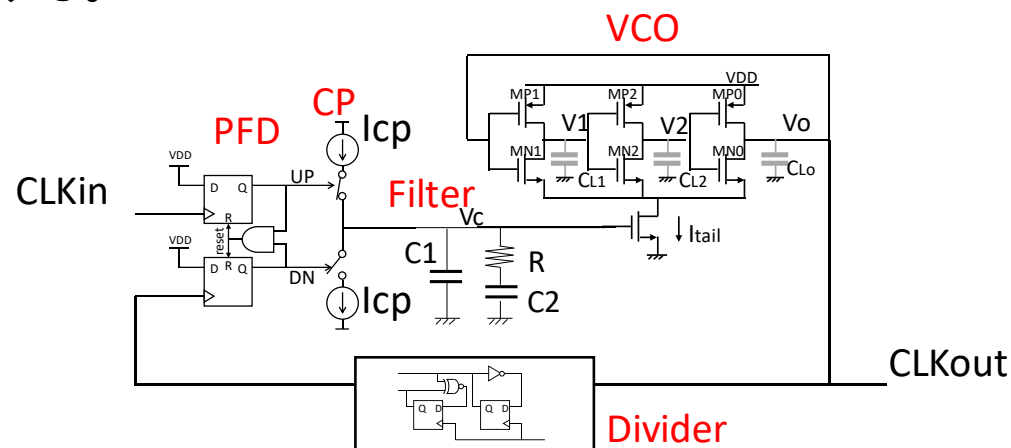 VCO
VDD
MP1
MP2
MP0
CP
Icp
PFD
V1
V2
Vo
VDD
MN1
MN2
MN0
CL1
CL2
CLo
D Q
UP
CLKin
Filter
R
Vc
Itail
reset
VDD
C1
R
D R Q
DN
C2
Icp
CLKout
Q D
Q D
Divider